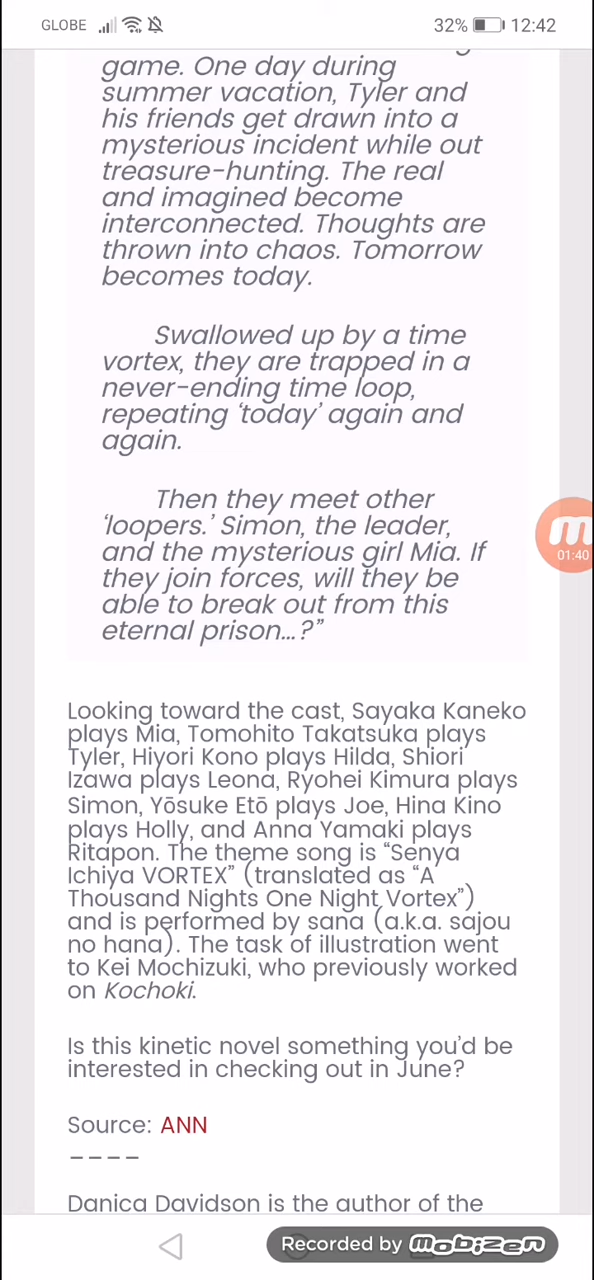 GLOBE 32% 12:42
game. One day during
summer vacation, Tyler and
his friends get drawn into a
mysterious incident while out
treasure-hunting. The real
and imagined become
interconnected. Thoughts are
thrown into chaos. Tomorrow
becomes today.
Swallowed up by a time
vortex, they are trapped in a
never-ending time loop,
repeating ‘today’ again and
again.
Then they meet other
‘loopers.’ Simon, the leader,
and the mysterious girl Mia. If
they join forces, will they be
able to break out from this
eternal prison…?”
01:40
Looking toward the cast, Sayaka Kaneko
plays Mia, Tomohito Takatsuka plays
Tyler, Hiyori Kono plays Hilda, Shiori
Izawa plays Leona, Ryohei Kimura plays
Simon, Yōsuke Etō plays Joe, Hina Kino
plays Holly, and Anna Yamaki plays
Ritapon. The theme song is “Senya
Ichiya VORTEX” (translated as “A
Thousand Nights One Night Vortex”)
and is performed by sana (a.k.a. sajou
no hana). The task of illustration went
to Kei Mochizuki, who previously worked
on Kochoki.
Is this kinetic novel something you’d be
interested in checking out in June?
Source: ANN
----
Danica Davidson is the author of the
Recorded by mobizen